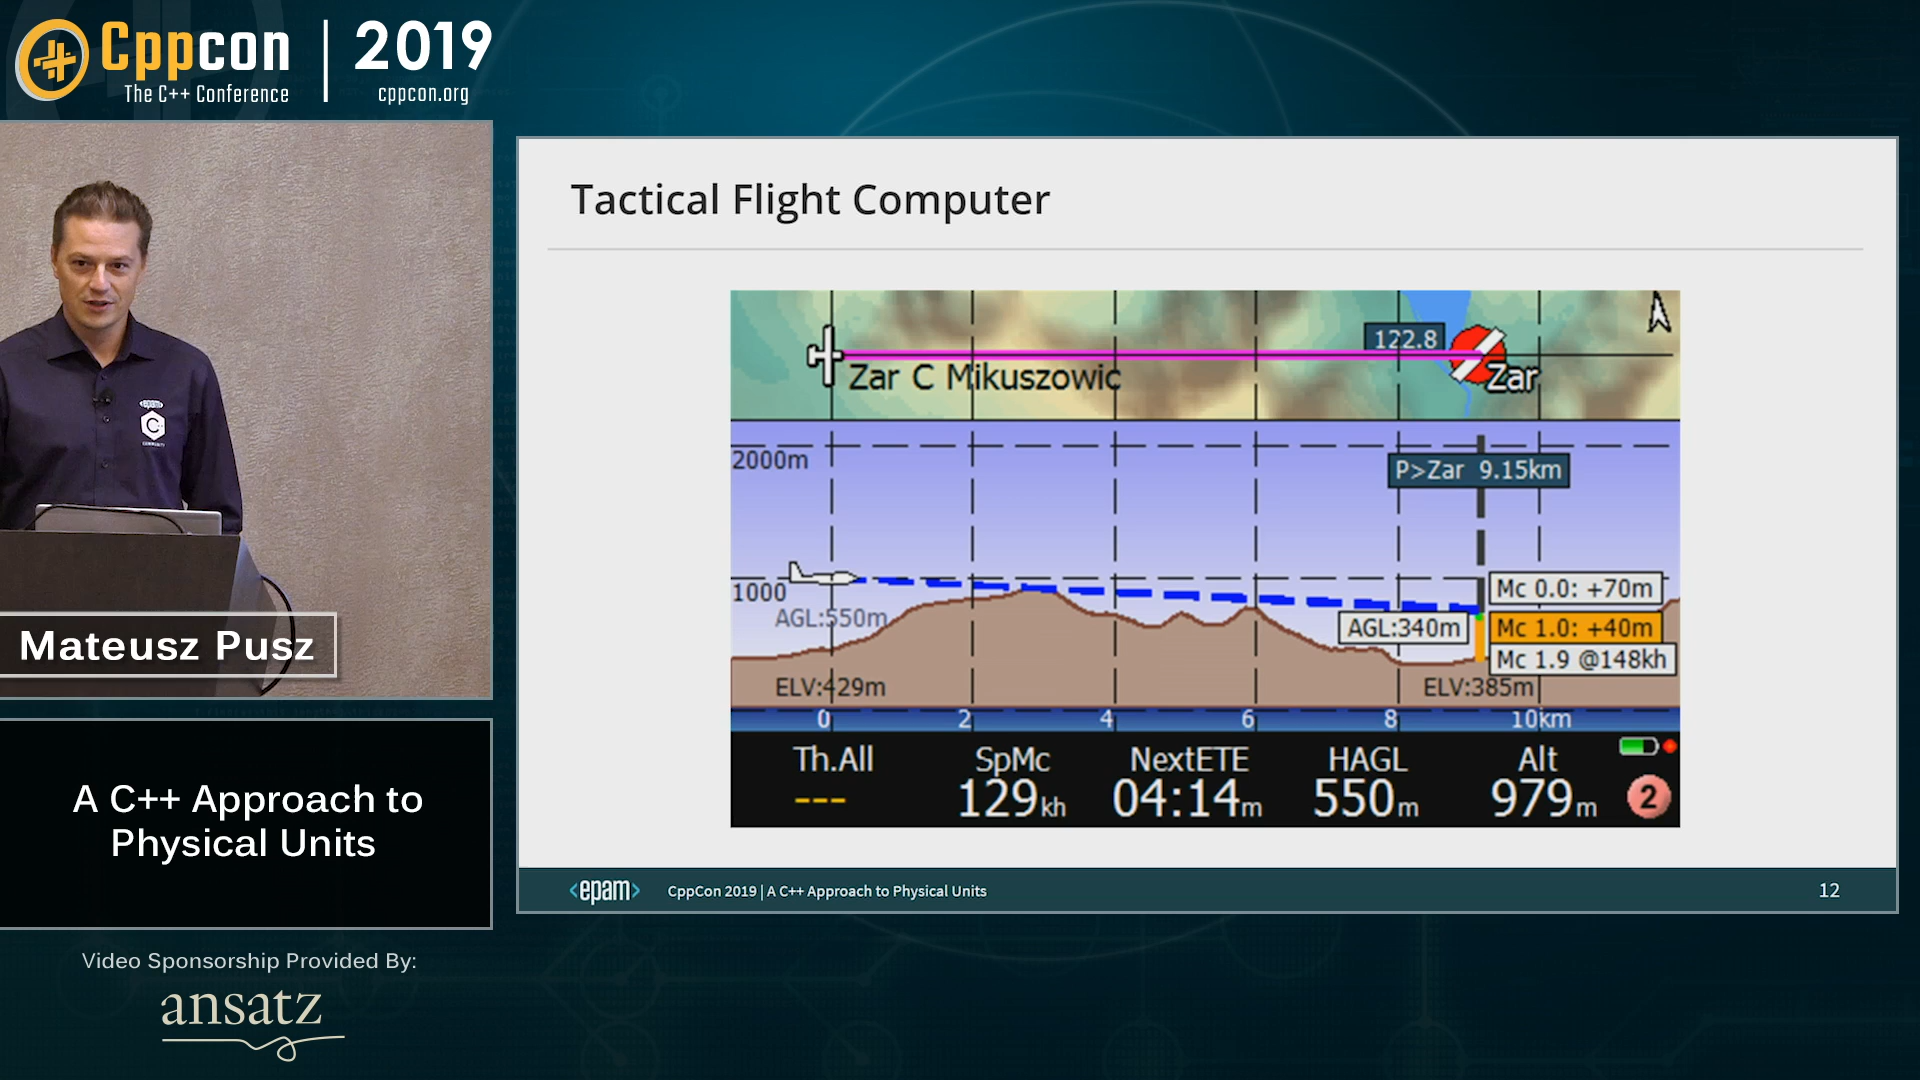 Cppcon
The C++ Conference
2019
cppcon.org
epam
C++
COMMUNITY
Mateusz Pusz
A C++ Approach to
Physical Units
Video Sponsorship Provided By:
ansatz
Tactical Flight Computer
122.8
Zar C Mikuszowic
Zar
2000m
P>Zar 9.15km
1000
Mc 0.0: +70m
AGL:550m
AGL:340m
Mc 1.0: +40m
Mc 1.9 @148kh
ELV:429m
ELV:385m
0 2 4 6 8 10km
Th.All SpMc NextETE HAGL Alt
--- 129kh 04:14m 550m 979m 2
<epam> CppCon 2019 | A C++ Approach to Physical Units 12